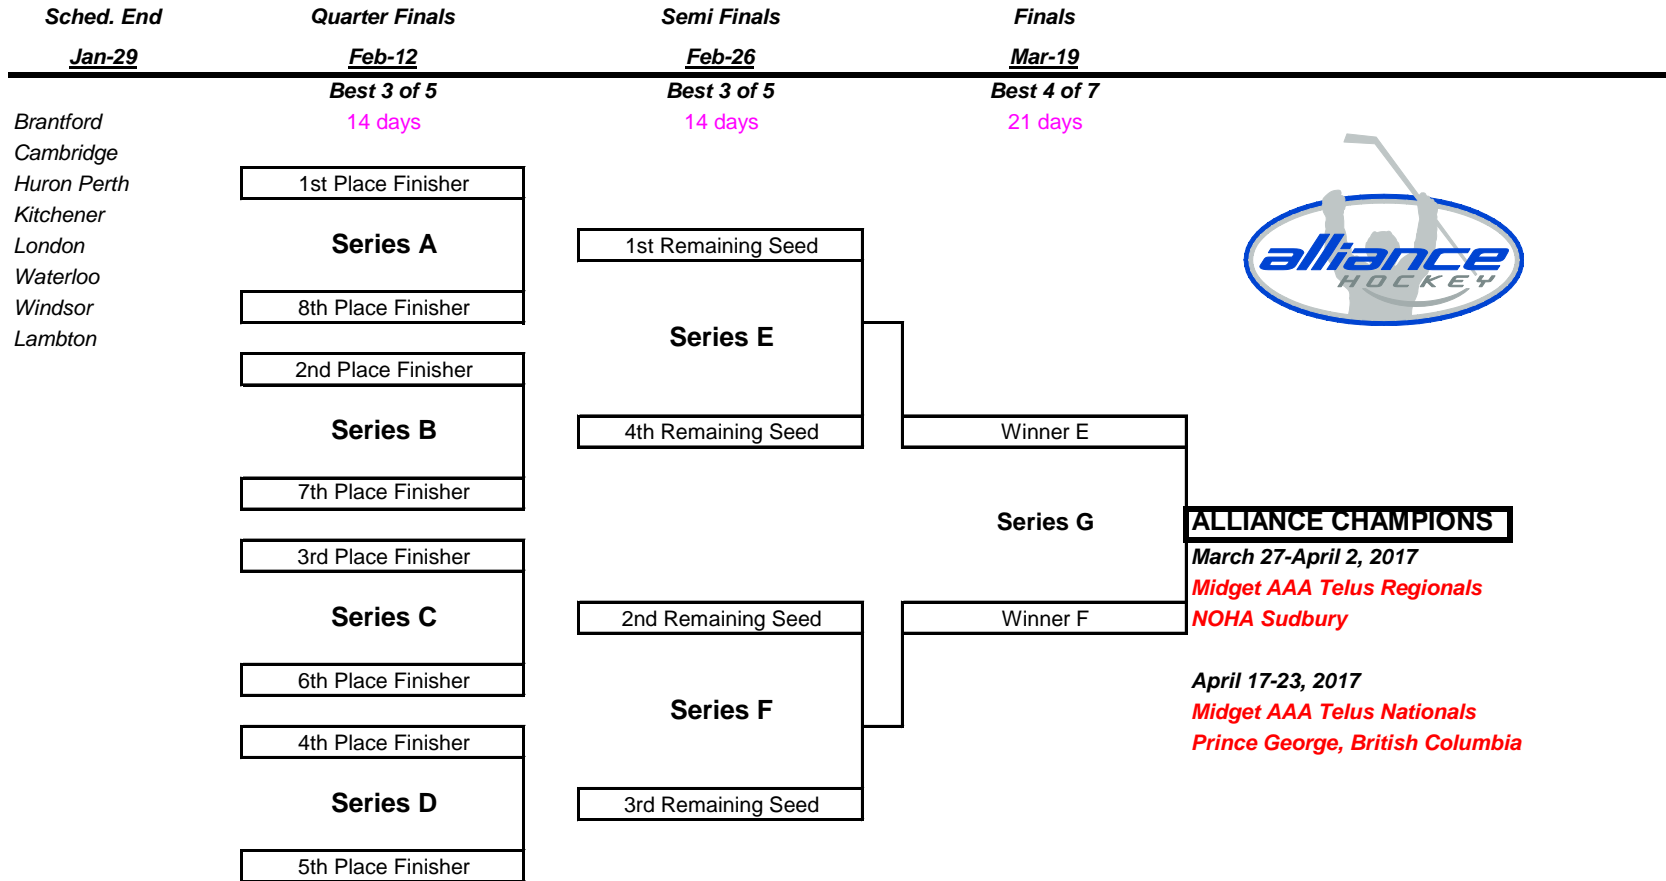 Sched. End Quarter Finals Semi Finals Finals
Jan-29 Feb-12 Feb-26 Mar-19
Best 3 of 5 Best 3 of 5 Best 4 of 7
Brantford 14 days 14 days 21 days
Cambridge
Huron Perth 1st Place Finisher
Kitchener
London Series A 1st Remaining Seed
Waterloo
Windsor 8th Place Finisher
Lambton Series E
2nd Place Finisher
Series B 4th Remaining Seed Winner E
7th Place Finisher
Series G ALLIANCE CHAMPIONS
3rd Place Finisher March 27-April 2, 2017
Midget AAA Telus Regionals
Series C 2nd Remaining Seed Winner F NOHA Sudbury
6th Place Finisher April 17-23, 2017
Series F Midget AAA Telus Nationals
4th Place Finisher Prince George, British Columbia
Series D 3rd Remaining Seed
5th Place Finisher
alliance
HOCKEY